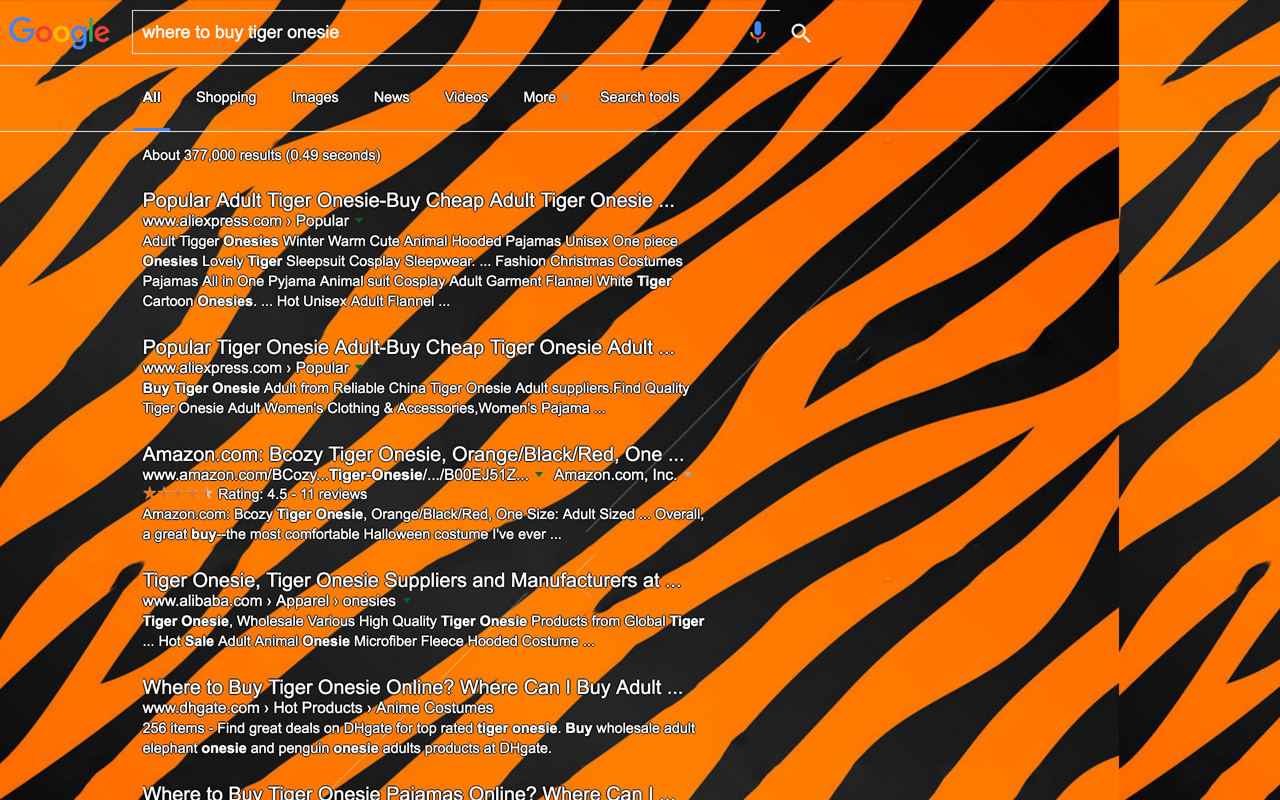 Google
where to buy tiger onesie
All Shopping Images News Videos More Search tools
About 377,000 results (0.49 seconds)
Popular Adult Tiger Onesie-Buy Cheap Adult Tiger Onesie ...
www.aliexpress.com › Popular
Adult Tigger Onesies Winter Warm Cute Animal Hooded Pajamas Unisex One piece
Onesies Lovely Tiger Sleepsuit Cosplay Sleepwear. ... Fashion Christmas Costumes
Pajamas All in One Pyjama Animal suit Cosplay Adult Garment Flannel White Tiger
Cartoon Onesies. ... Hot Unisex Adult Flannel ...
Popular Tiger Onesie Adult-Buy Cheap Tiger Onesie Adult ...
www.aliexpress.com › Popular
Buy Tiger Onesie Adult from Reliable China Tiger Onesie Adult suppliers.Find Quality
Tiger Onesie Adult Women's Clothing & Accessories,Women's Pajama ...
Amazon.com: Bcozy Tiger Onesie, Orange/Black/Red, One ...
www.amazon.com/BCozy...Tiger-Onesie/.../B00EJ51Z... Amazon.com, Inc.
Rating: 4.5 - 11 reviews
Amazon.com: Bcozy Tiger Onesie, Orange/Black/Red, One Size: Adult Sized ... Overall,
a great buy--the most comfortable Halloween costume I've ever ...
Tiger Onesie, Tiger Onesie Suppliers and Manufacturers at ...
www.alibaba.com › Apparel › onesies
Tiger Onesie, Wholesale Various High Quality Tiger Onesie Products from Global Tiger
... Hot Sale Adult Animal Onesie Microfiber Fleece Hooded Costume ...
Where to Buy Tiger Onesie Online? Where Can I Buy Adult ...
www.dhgate.com › Hot Products › Anime Costumes
256 items - Find great deals on DHgate for top rated tiger onesie. Buy wholesale adult
elephant onesie and penguin onesie adults products at DHgate.
Where to Buy Tiger Onesie Pajamas Online? Where Can I ...